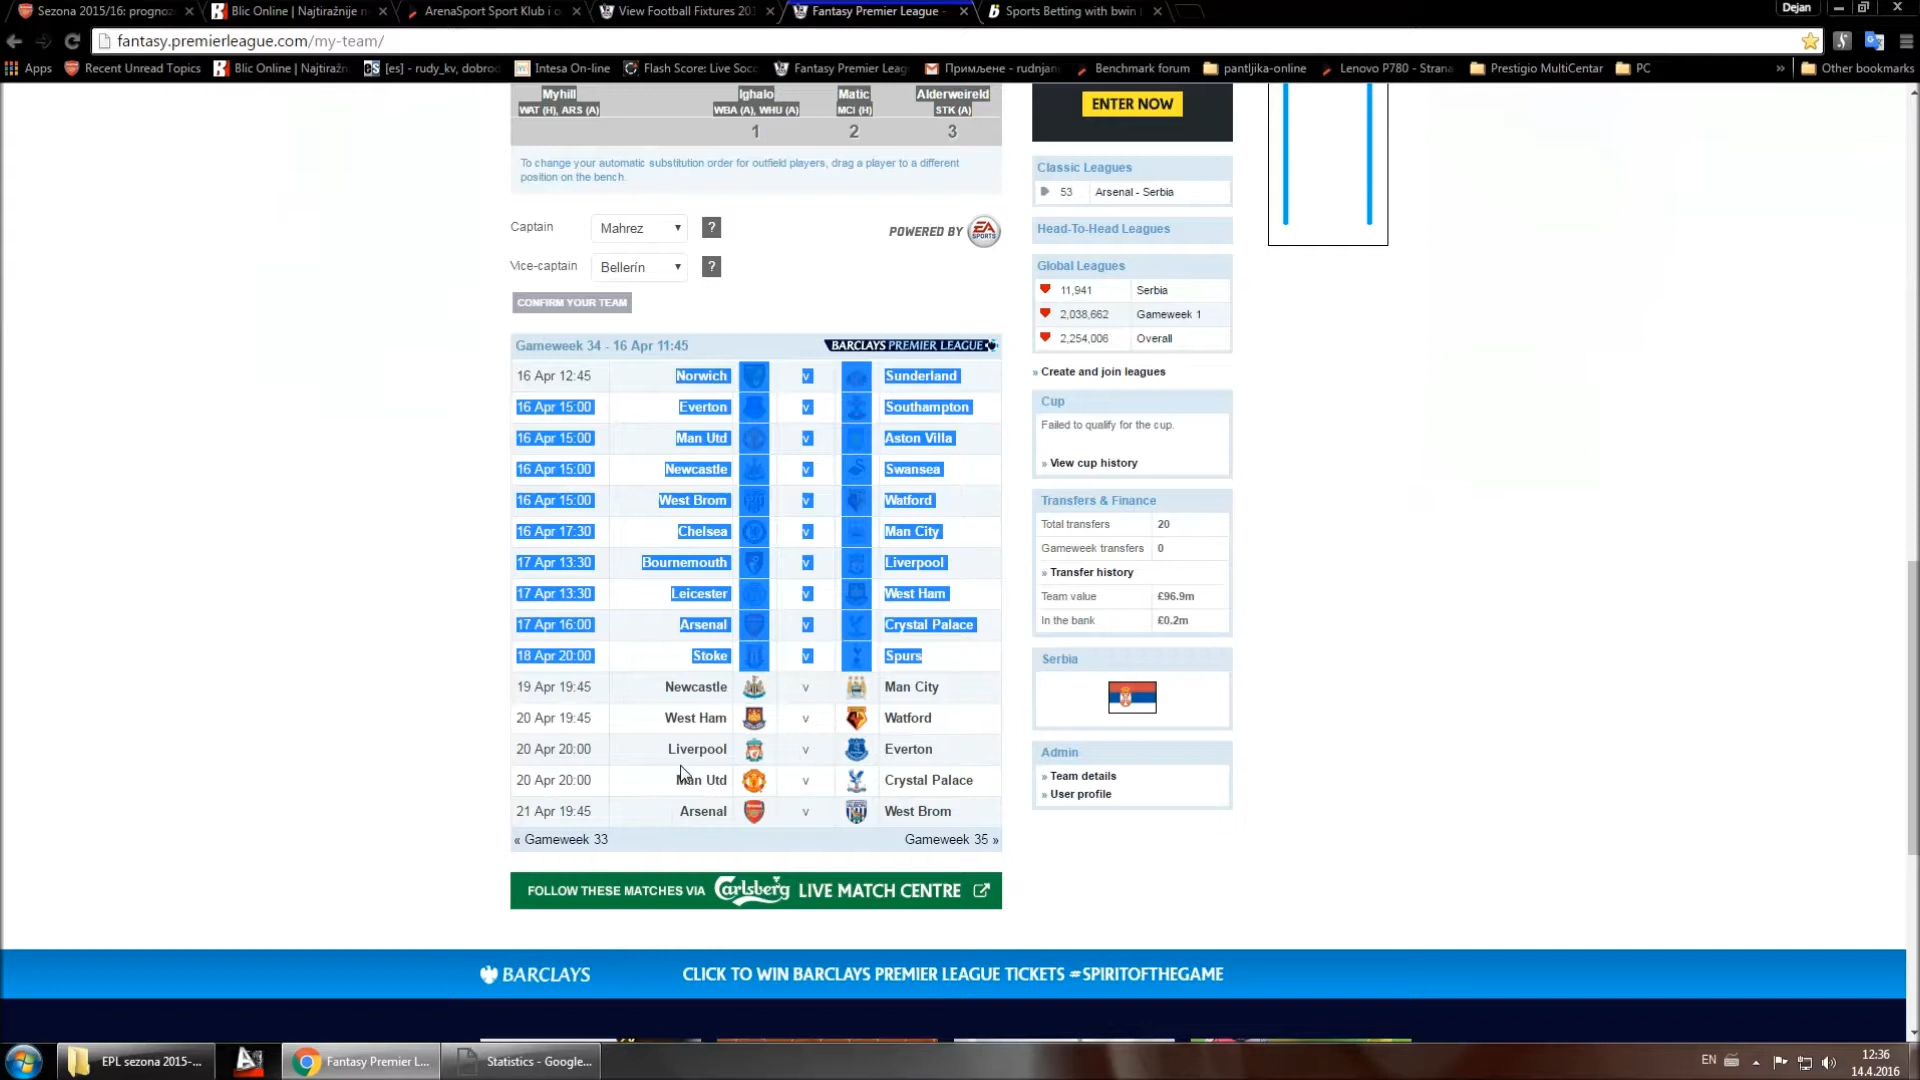 Sezona 2015/16: prognoz
Blic Online | Najtiražnije n
ArenaSport Sport Klub i o
View Football Fixtures 201
Fantasy Premier League -
Sports Betting with bwin
Dejan
fantasy.premierleague.com/my-team/
Apps
Recent Unread Topics
Blic Online | Najtiražn
[es] - rudy_kv, dobrod
Intesa On-line
Flash Score: Live Socc
Fantasy Premier Leag
Примљене - rudnjan
Benchmark forum
pantljika-online
Lenovo P780 - Strana
Prestigio MultiCentar
PC
»
Other bookmarks
Myhill Ighalo Matic Alderweireld
WAT (H), ARS (A) WBA (A), WHU (A) MCI (H) STK (A)
1 2 3
To change your automatic substitution order for outfield players, drag a player to a different
position on the bench.
Captain Mahrez ?
POWERED BY EA SPORTS
Vice-captain Bellerín ?
CONFIRM YOUR TEAM
Gameweek 34 - 16 Apr 11:45 BARCLAYS PREMIER LEAGUE
16 Apr 12:45 Norwich v Sunderland
16 Apr 15:00 Everton v Southampton
16 Apr 15:00 Man Utd v Aston Villa
16 Apr 15:00 Newcastle v Swansea
16 Apr 15:00 West Brom v Watford
16 Apr 17:30 Chelsea v Man City
17 Apr 13:30 Bournemouth v Liverpool
17 Apr 13:30 Leicester v West Ham
17 Apr 16:00 Arsenal v Crystal Palace
18 Apr 20:00 Stoke v Spurs
19 Apr 19:45 Newcastle v Man City
20 Apr 19:45 West Ham v Watford
20 Apr 20:00 Liverpool v Everton
20 Apr 20:00 Man Utd v Crystal Palace
21 Apr 19:45 Arsenal v West Brom
« Gameweek 33 Gameweek 35 »
FOLLOW THESE MATCHES VIA Carlsberg LIVE MATCH CENTRE
ENTER NOW
Classic Leagues
53 Arsenal - Serbia
Head-To-Head Leagues
Global Leagues
11,941 Serbia
2,038,662 Gameweek 1
2,254,006 Overall
» Create and join leagues
Cup
Failed to qualify for the cup.
» View cup history
Transfers & Finance
Total transfers 20
Gameweek transfers 0
» Transfer history
Team value £96.9m
In the bank £0.2m
Serbia
Admin
» Team details
» User profile
BARCLAYS CLICK TO WIN BARCLAYS PREMIER LEAGUE TICKETS #SPIRITOFTHEGAME
EPL sezona 2015-...
Fantasy Premier L...
Statistics - Google...
EN
12:36
14.4.2016